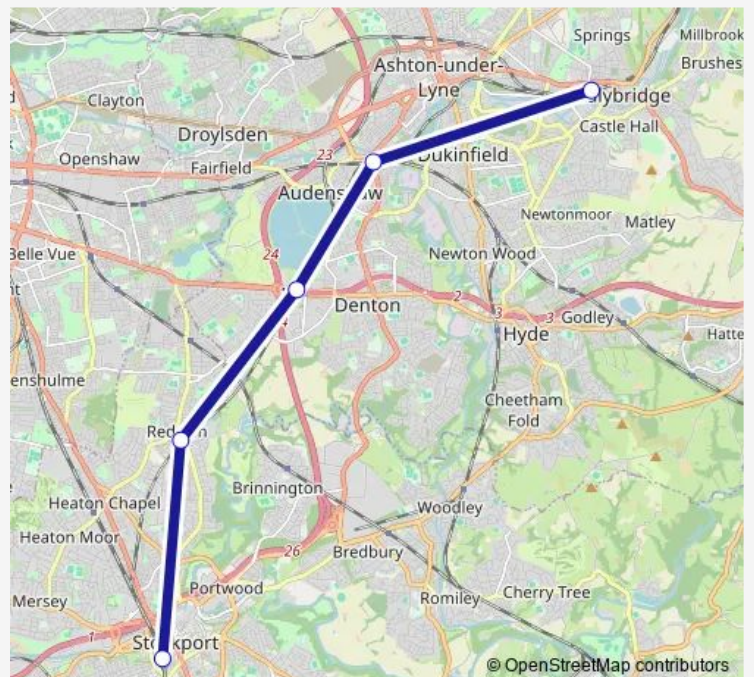 Springs
Millbrook
Ashton-under-
Lyne
Brushes
Clayton
Castle Hall
Droylsden
Openshaw
Fairfield
23
Dukinfield
Newtonmoor
Matley
Belle Vue
24
Newton Wood
Denton
2
3
3
Godley
Hyde
Hatte
enshulme
Cheetham
Fold
Brinnington
Heaton Chapel
Woodley
Heaton Moor
26
Bredbury
Portwood
Romiley
Cherry Tree
Mersey
1
© OpenStreetMap contributors